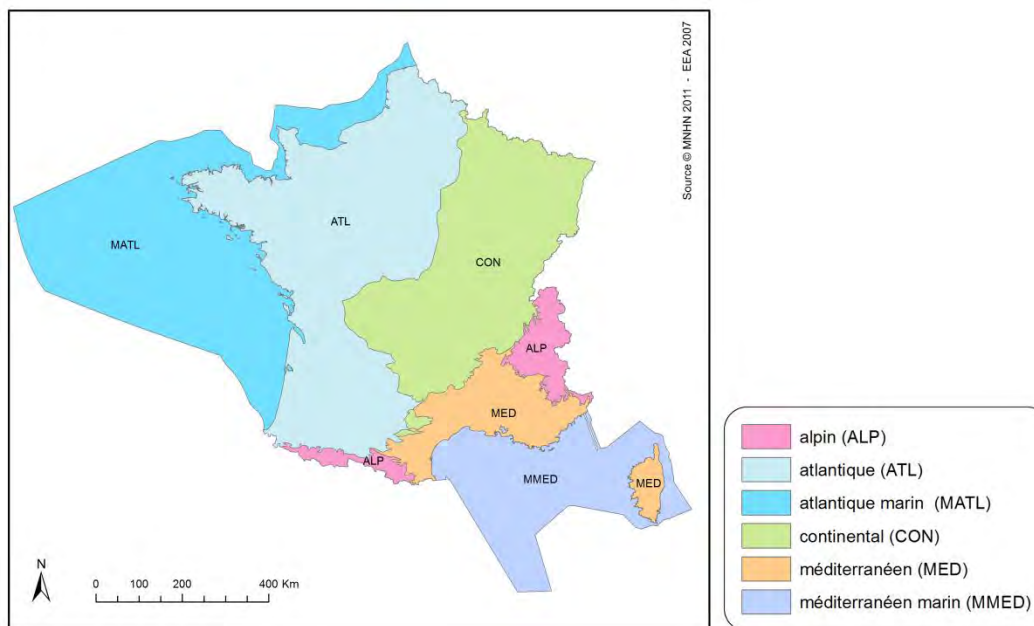 Source © MNHN 2011 - EEA 2007
ATL
MATL
CON
ALP
MED
ALP
MMED
MED
N
0 100 200 400 Km
alpin (ALP)
atlantique (ATL)
atlantique marin (MATL)
continental (CON)
méditerranéen (MED)
méditerranéen marin (MMED)